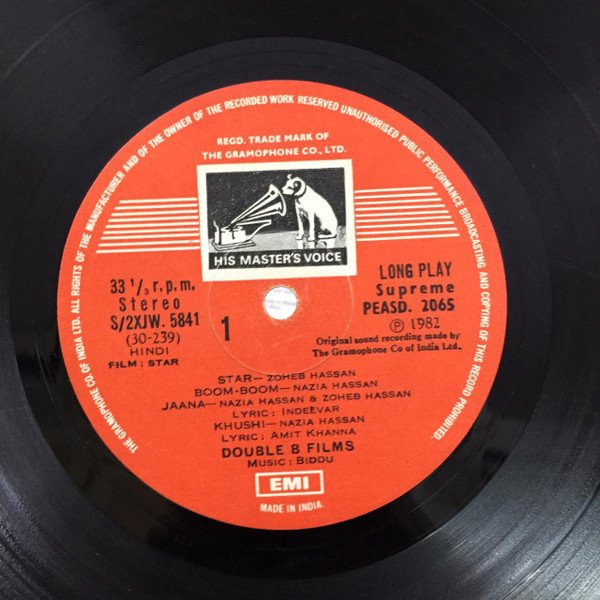 THE GRAMOPHONE CO. OF INDIA LTD. ALL RIGHTS OF THE MANUFACTURER AND OF THE OWNER OF THE RECORDED WORK RESERVED UNAUTHORISED PUBLIC PERFORMANCE BROADCASTING AND COPYING OF THIS RECORD PROHIBITED.
REGD. TRADE MARK OF
THE GRAMOPHONE CO., LTD.
HIS MASTER'S VOICE
33 1/3 r.p.m.
Stereo
S/2XJW. 5841
(30-239)
HINDI
FILM : STAR
1
LONG PLAY
Supreme
PEASD. 2065
Ⓟ 1982
Original sound recording made by
The Gramophone Co of India Ltd.
STAR— ZOHEB HASSAN
BOOM-BOOM— NAZIA HASSAN
JAANA— NAZIA HASSAN & ZOHEB HASSAN
LYRIC : INDEEVAR
KHUSHI— NAZIA HASSAN
LYRIC : AMIT KHANNA
DOUBLE B FILMS
MUSIC : BIDDU
EMI
MADE IN INDIA